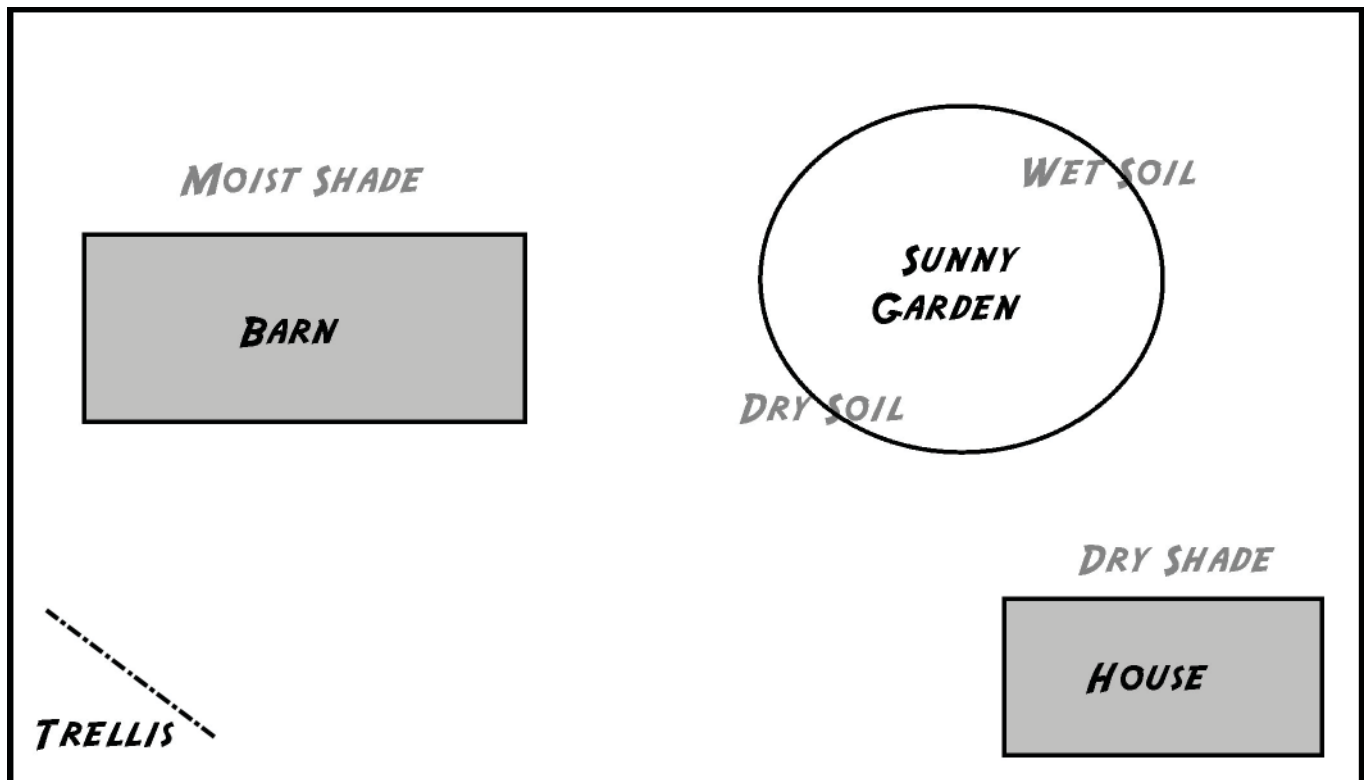 Moist Shade
Wet Soil
Sunny
Garden
Barn
Dry Soil
Dry Shade
House
Trellis